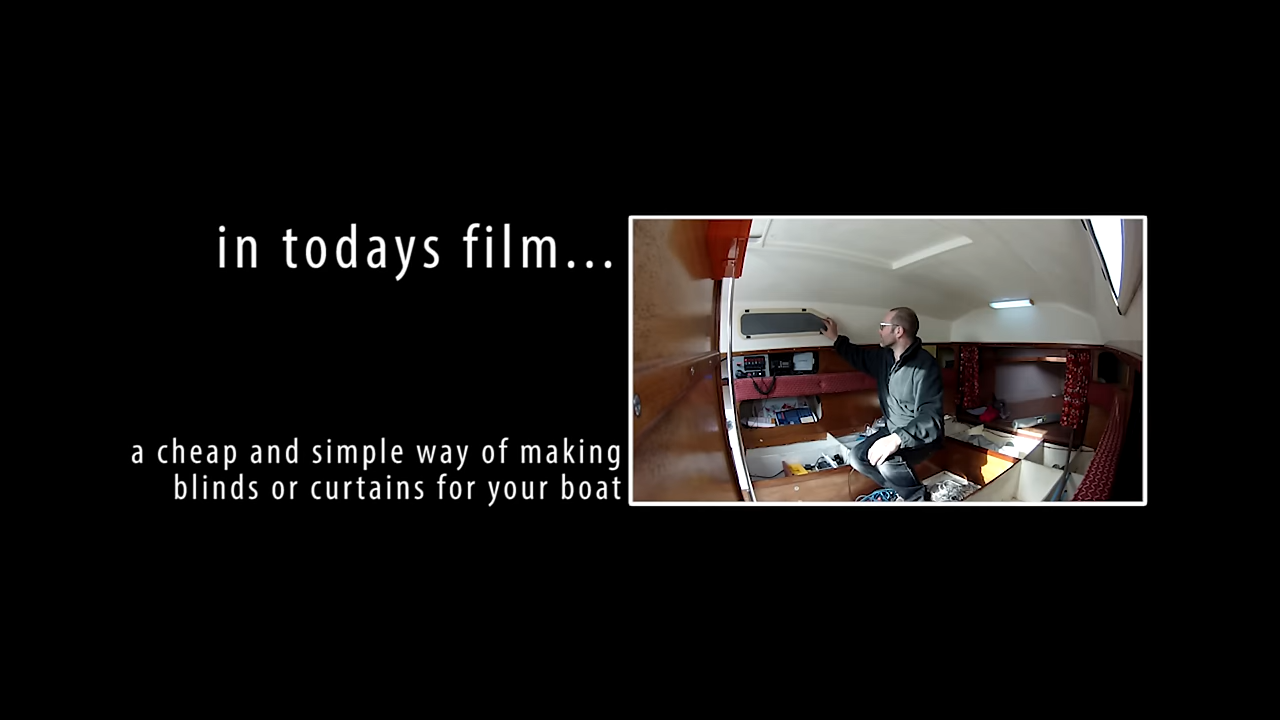 in todays film...
a cheap and simple way of making
blinds or curtains for your boat